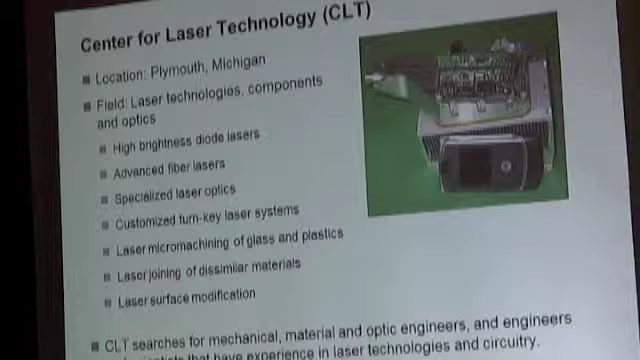 Center for Laser Technology (CLT)
Location: Plymouth, Michigan
Field: Laser technologies, components
and optics
High brightness diode lasers
Advanced fiber lasers
Specialized laser optics
Customized turn-key laser systems
Laser micromachining of glass and plastics
Laser joining of dissimilar materials
Laser surface modification
CLT searches for mechanical, material and optic engineers, and engineers
that have experience in laser technologies and circuitry.